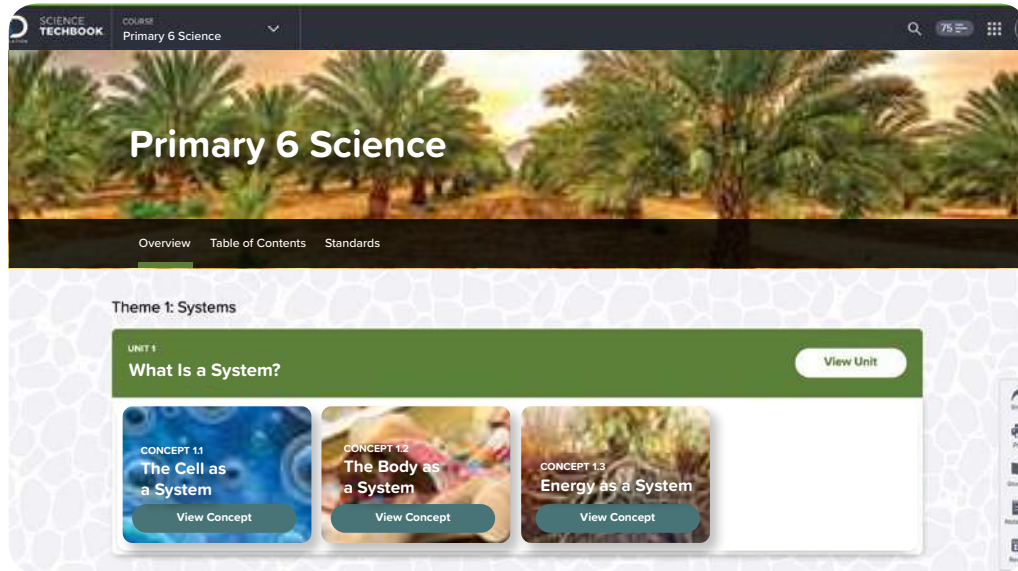 SCIENCE
TECHBOOK
COURSE
Primary 6 Science
75
Primary 6 Science
Overview Table of Contents Standards
Theme 1: Systems
UNIT 1
What Is a System?
View Unit
CONCEPT 1.1
The Cell as
a System
View Concept
CONCEPT 1.2
The Body as
a System
View Concept
CONCEPT 1.3
Energy as a System
View Concept